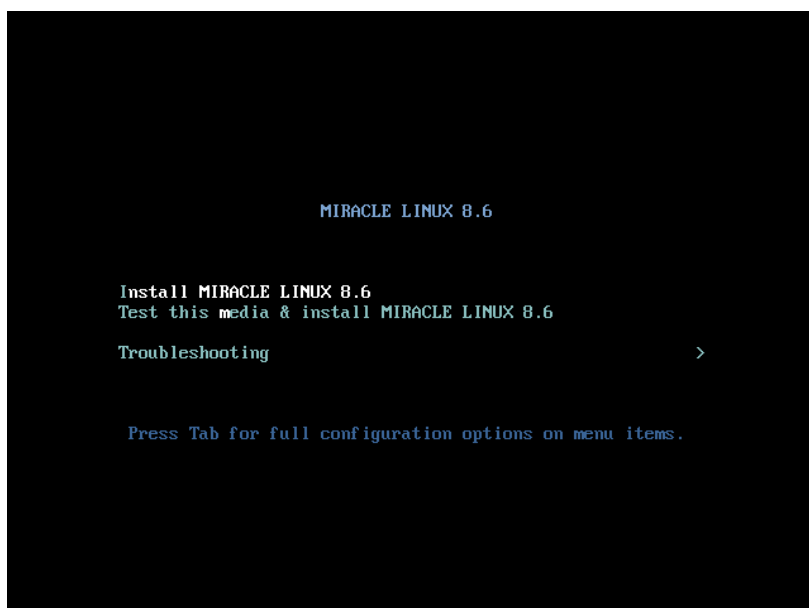 MIRACLE LINUX 8.6
Install MIRACLE LINUX 8.6
Test this media & install MIRACLE LINUX 8.6
Troubleshooting >
Press Tab for full configuration options on menu items.